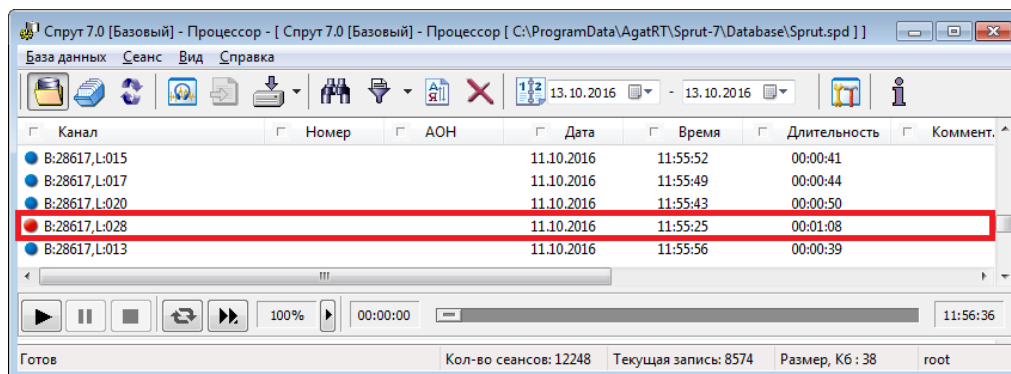 Спрут 7.0 [Базовый] - Процессор - [ Спрут 7.0 [Базовый] - Процессор [ C:\ProgramData\AgatRT\Sprut-7\Database\Sprut.spd ] ]
База данных Сеанс Вид Справка
13.10.2016 - 13.10.2016
Канал Номер АОН Дата Время Длительность Коммент.
B:28617,L:015 11.10.2016 11:55:52 00:00:41
B:28617,L:017 11.10.2016 11:55:49 00:00:44
B:28617,L:020 11.10.2016 11:55:43 00:00:50
B:28617,L:028 11.10.2016 11:55:25 00:01:08
B:28617,L:013 11.10.2016 11:55:56 00:00:39
100% 00:00:00 11:56:36
Готов Кол-во сеансов: 12248 Текущая запись: 8574 Размер, Кб : 38 root